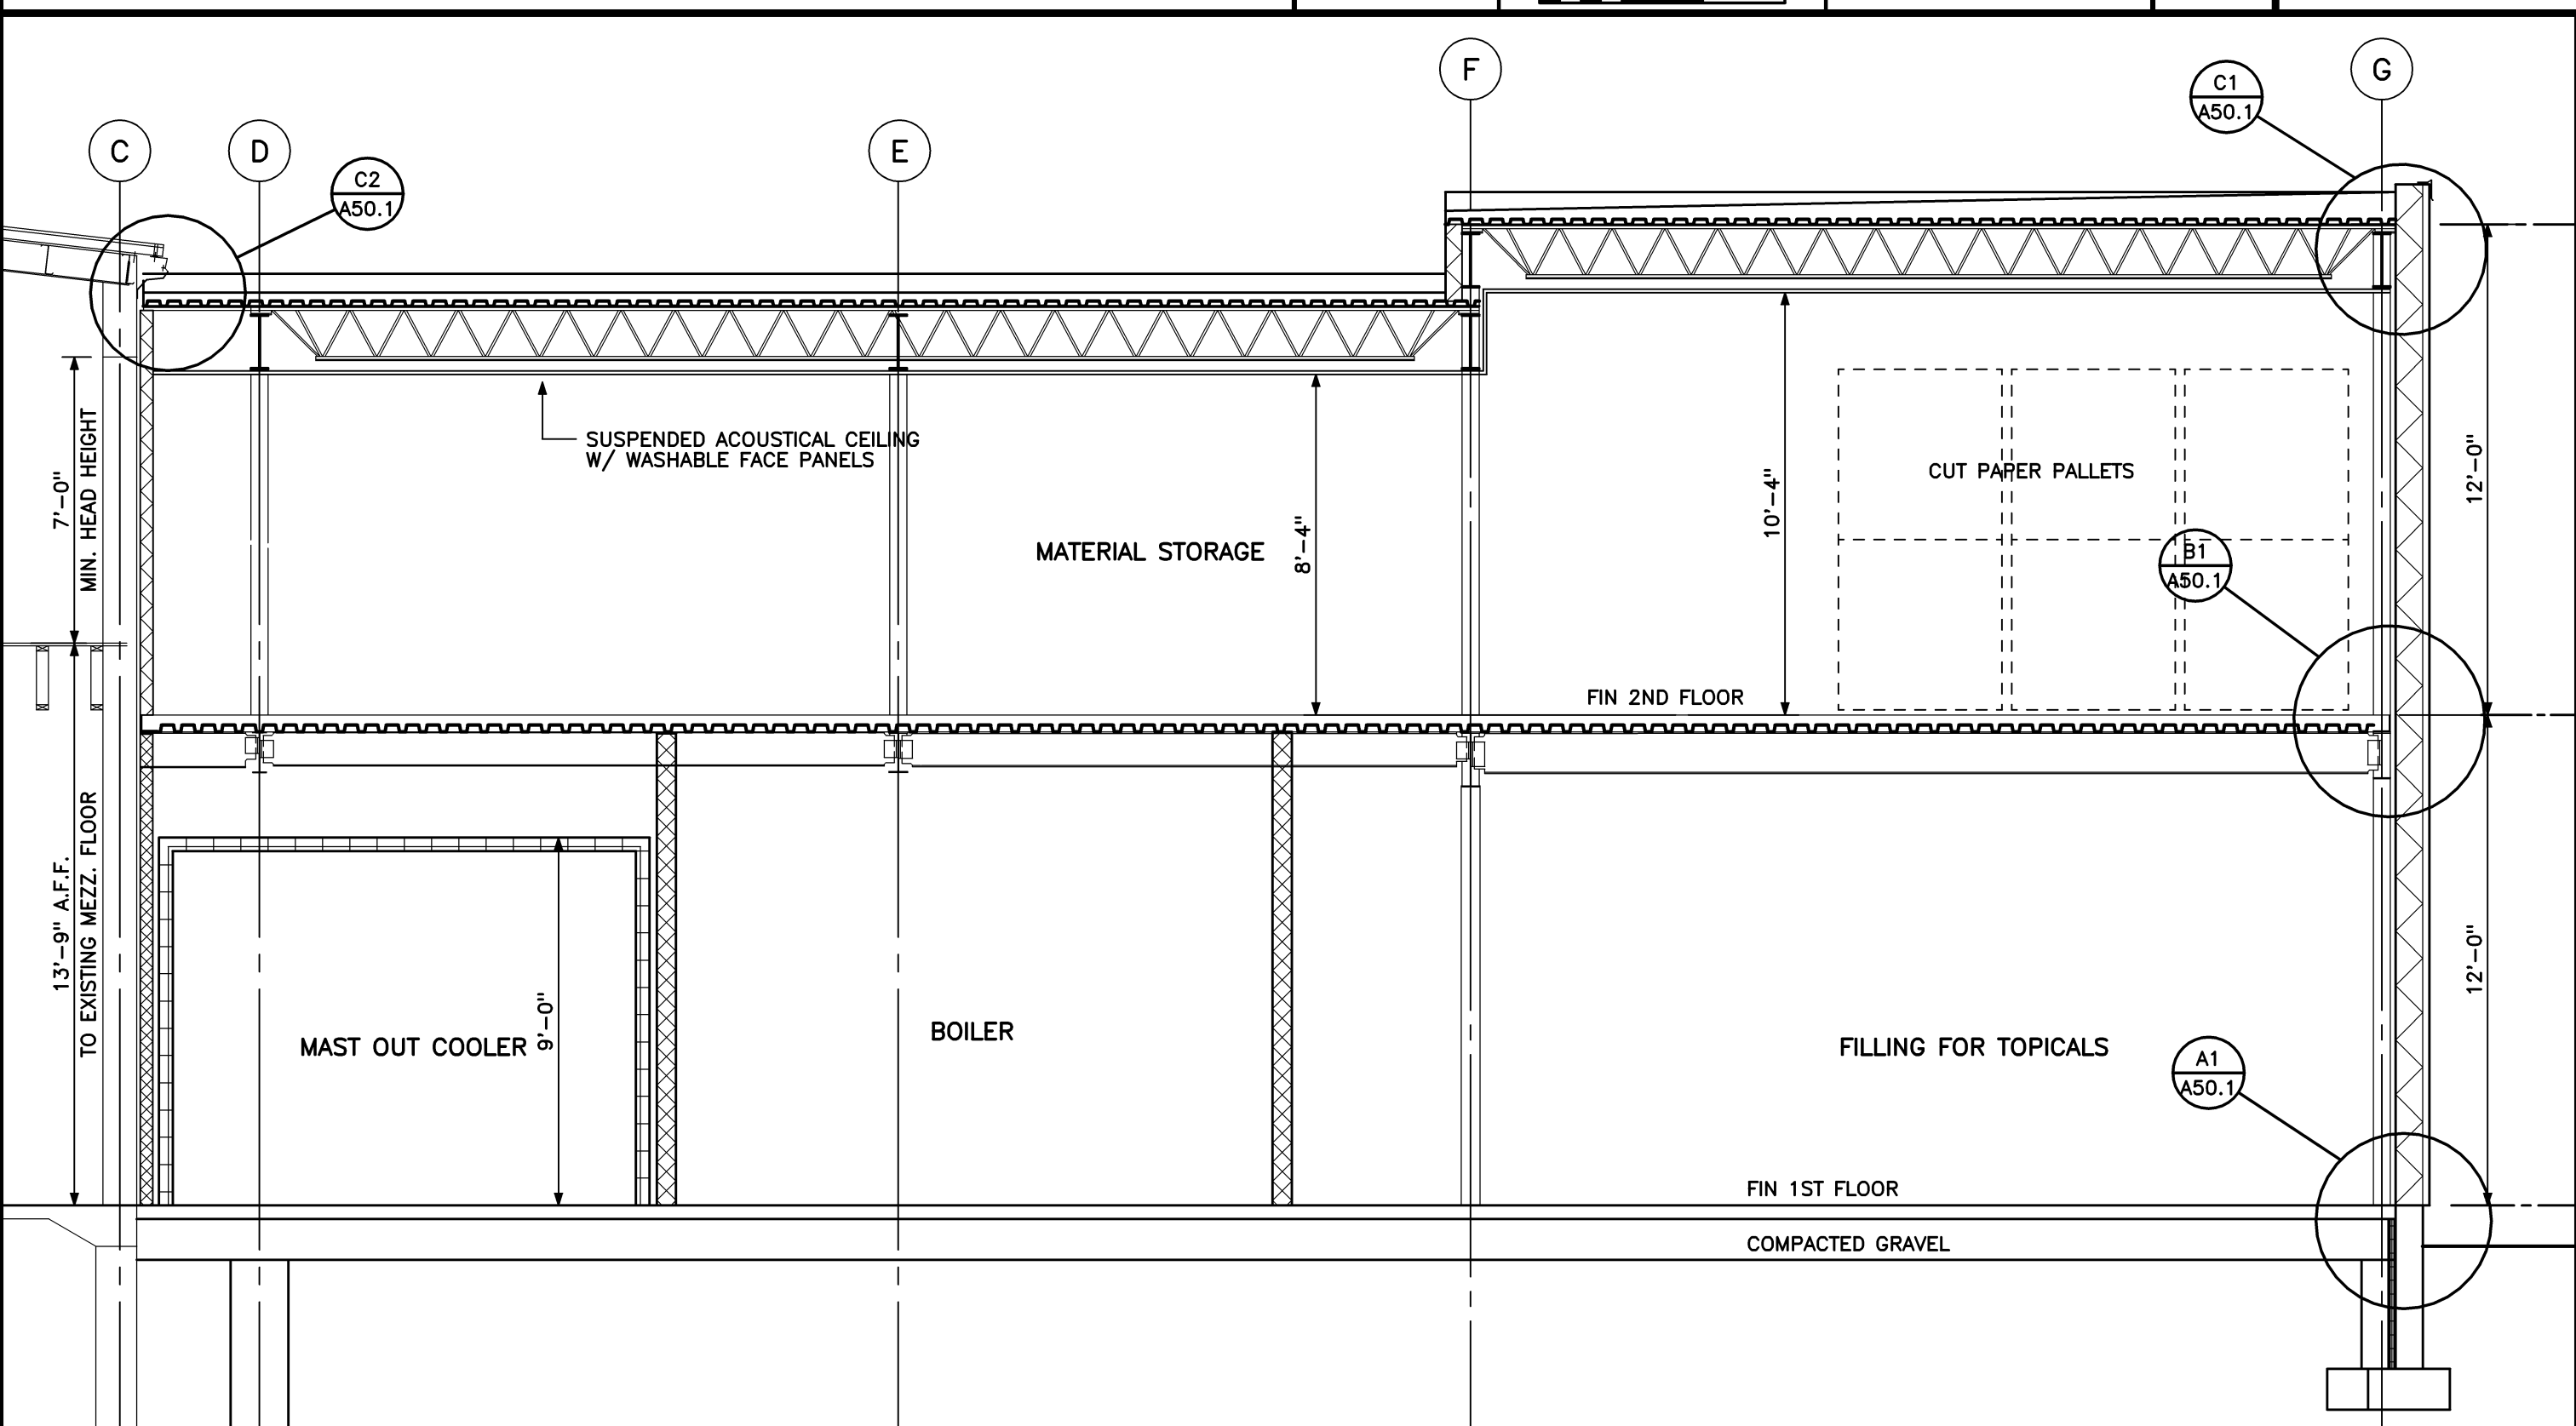 F
G
C1
A50.1
C
D
E
C2
A50.1
SUSPENDED ACOUSTICAL CEILING
W/ WASHABLE FACE PANELS
7'-0"
MIN. HEAD HEIGHT
MATERIAL STORAGE
8'-4"
10'-4"
CUT PAPER PALLETS
12'-0"
B1
A50.1
FIN 2ND FLOOR
13'-9" A.F.F.
TO EXISTING MEZZ. FLOOR
MAST OUT COOLER
9'-0"
BOILER
FILLING FOR TOPICALS
12'-0"
A1
A50.1
FIN 1ST FLOOR
COMPACTED GRAVEL